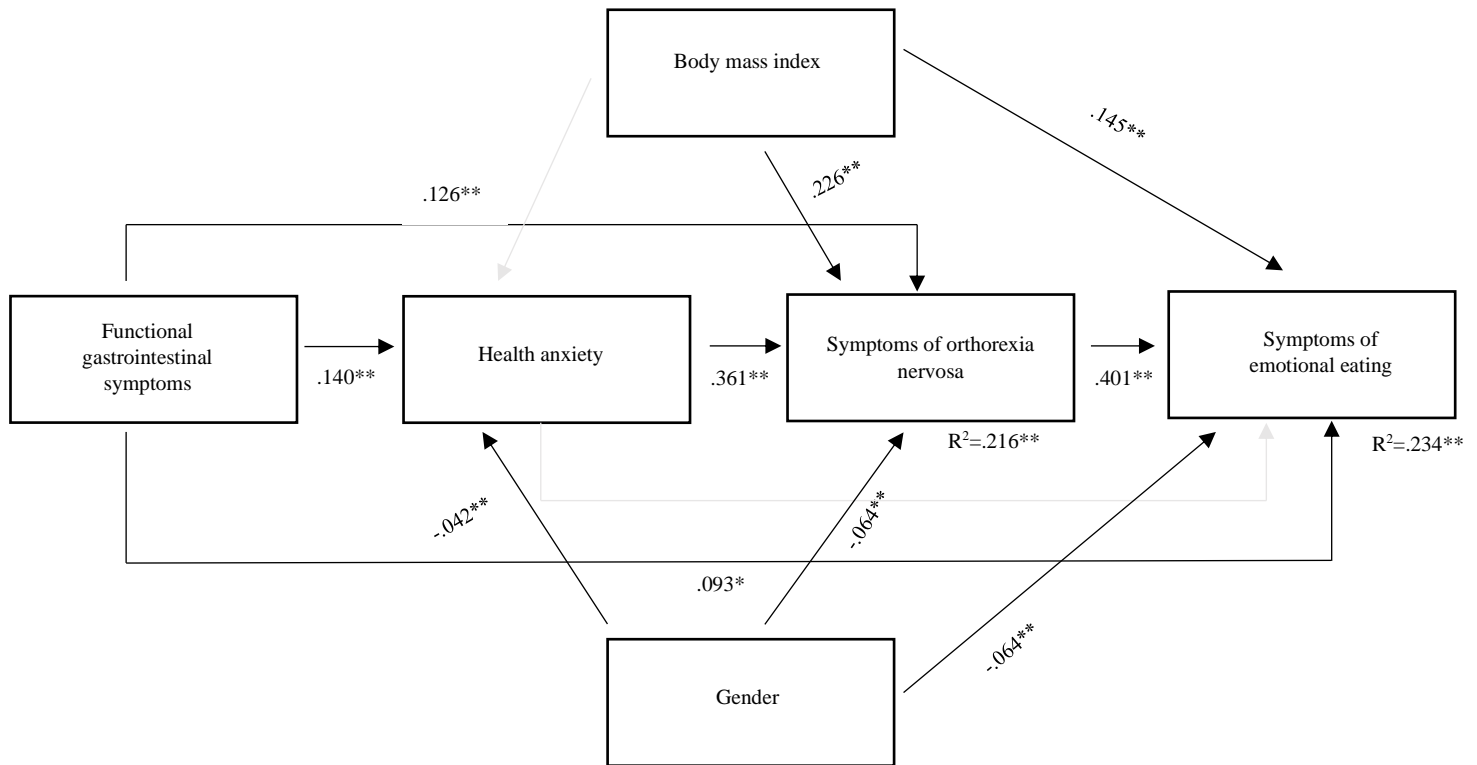 Body mass index
.145**
.226**
.126**
Functional
gastrointestinal
symptoms
.140**
Health anxiety
.361**
Symptoms of orthorexia
nervosa
.401**
Symptoms of
emotional eating
R²=.216**
R²=.234**
-.042**
-.064**
.093*
-.064**
Gender